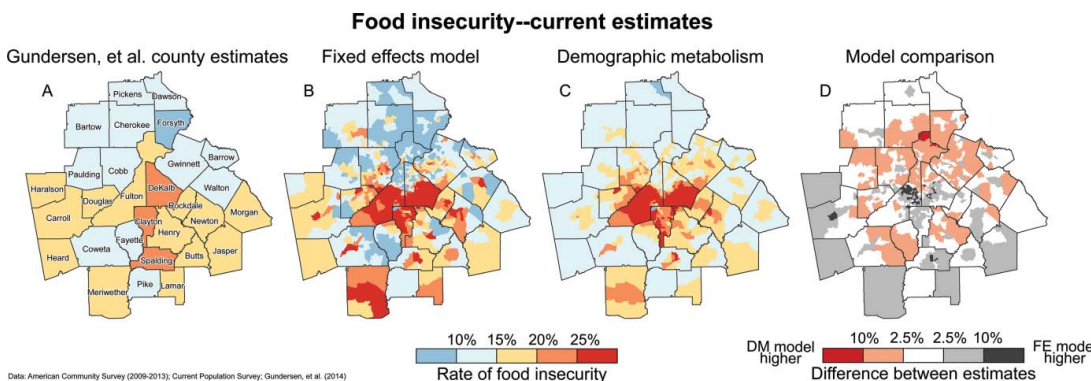 Food insecurity--current estimates
Gundersen, et al. county estimates
Fixed effects model
Demographic metabolism
Model comparison
A
B
C
D
Pickens
Dawson
Bartow
Cherokee
Forsyth
Paulding
Cobb
Gwinnett
Barrow
Haralson
DeKalb
Walton
Douglas
Fulton
Rockdale
Carroll
Newton
Morgan
Clayton
Henry
Fayette
Coweta
Heard
Spalding
Butts
Jasper
Meriwether
Pike
Lamar
10% 15% 20% 25%
Rate of food insecurity
DM model
higher
10% 2.5% 2.5% 10%
FE model
higher
Difference between estimates
Data: American Community Survey (2009-2013); Current Population Survey; Gundersen, et al. (2014)